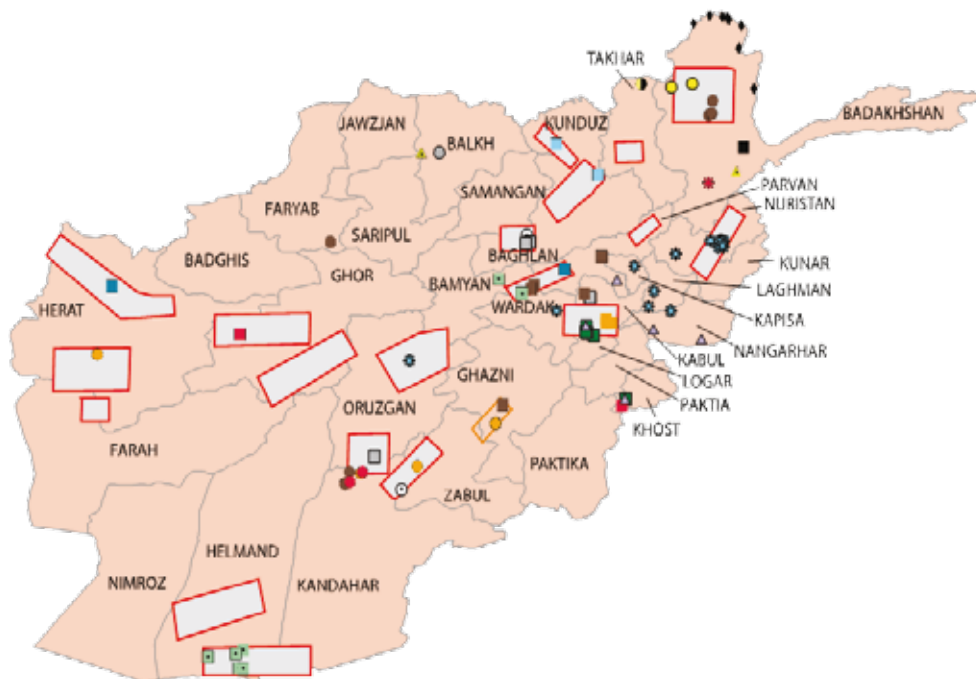 TAKHAR
BADAKHSHAN
JAWZJAN
BALKH
KUNDUZ
PARVAN
SAMANGAN
NURISTAN
FARYAB
SARIPUL
BADGHIS
BAGHLAN
KUNAR
GHOR
BAMYAN
LAGHMAN
HERAT
WARDAK
KAPISA
NANGARHAR
KABUL
GHAZNI
LOGAR
ORUZGAN
PAKTIA
KHOST
FARAH
PAKTIKA
ZABUL
HELMAND
NIMROZ
KANDAHAR